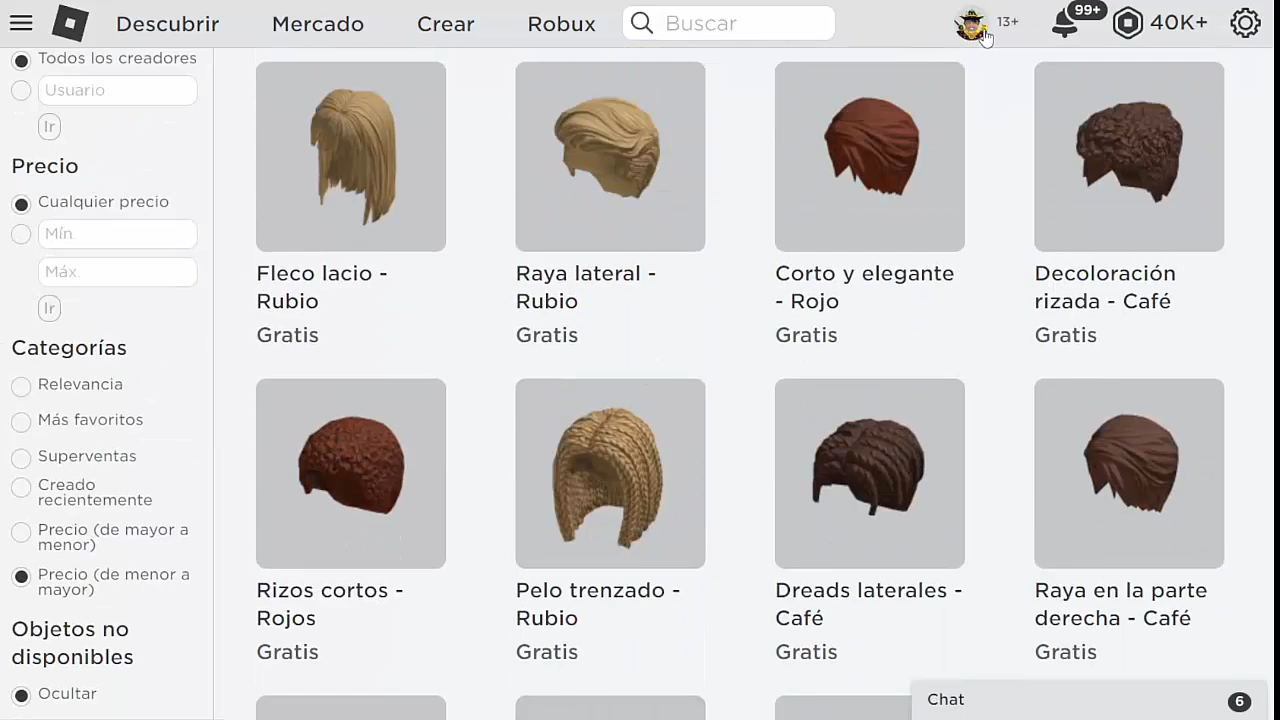 Descubrir
Mercado
Crear
Robux
Buscar
13+
99+
40K+
Todos los creadores
Usuario
Ir
Precio
Cualquier precio
Mín.
Máx.
Ir
Categorías
Relevancia
Más favoritos
Superventas
Creado
recientemente
Precio (de mayor a
menor)
Precio (de menor a
mayor)
Objetos no
disponibles
Ocultar
Fleco lacio -
Rubio
Gratis
Raya lateral -
Rubio
Gratis
Corto y elegante
- Rojo
Gratis
Decoloración
rizada - Café
Gratis
Rizos cortos -
Rojos
Gratis
Pelo trenzado -
Rubio
Gratis
Dreads laterales -
Café
Gratis
Raya en la parte
derecha - Café
Gratis
Chat
6